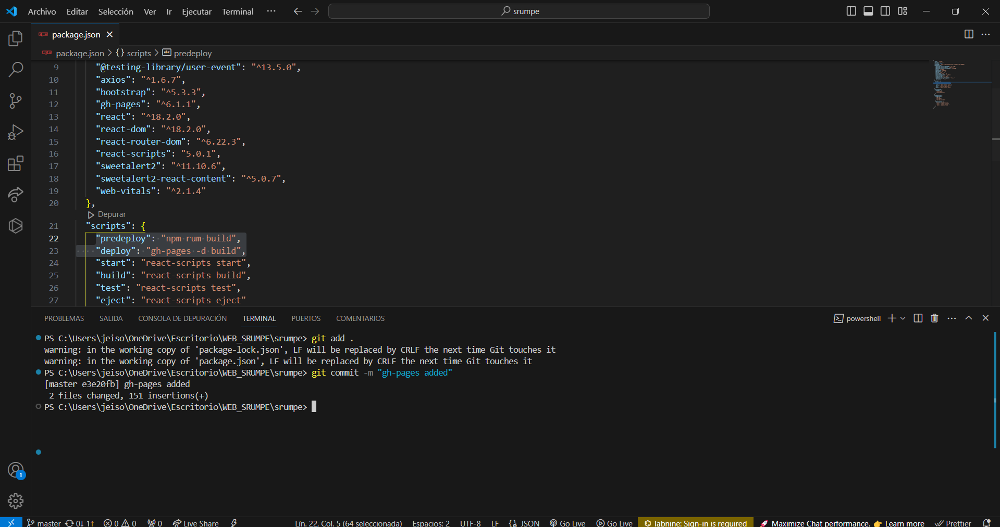 Archivo Editar Selección Ver Ir Ejecutar Terminal ··· srumpe
package.json
package.json > {} scripts > abc predeploy
9 "@testing-library/user-event": "^13.5.0",
10 "axios": "^1.6.7",
11 "bootstrap": "^5.3.3",
12 "gh-pages": "^6.1.1",
13 "react": "^18.2.0",
14 "react-dom": "^18.2.0",
15 "react-router-dom": "^6.22.3",
16 "react-scripts": "5.0.1",
17 "sweetalert2": "^11.10.6",
18 "sweetalert2-react-content": "^5.0.7",
19 "web-vitals": "^2.1.4"
20 },
Depurar
21 "scripts": {
22 "predeploy": "npm rum build",
23 "deploy": "gh-pages -d build",
24 "start": "react-scripts start",
25 "build": "react-scripts build",
26 "test": "react-scripts test",
27 "eject": "react-scripts eject"
PROBLEMAS SALIDA CONSOLA DE DEPURACIÓN TERMINAL PUERTOS COMENTARIOS powershell
PS C:\Users\jeiso\OneDrive\Escritorio\WEB_SRUMPE\srumpe> git add .
warning: in the working copy of 'package-lock.json', LF will be replaced by CRLF the next time Git touches it
warning: in the working copy of 'package.json', LF will be replaced by CRLF the next time Git touches it
PS C:\Users\jeiso\OneDrive\Escritorio\WEB_SRUMPE\srumpe> git commit -m "gh-pages added"
[master e3e20fb] gh-pages added
2 files changed, 151 insertions(+)
PS C:\Users\jeiso\OneDrive\Escritorio\WEB_SRUMPE\srumpe>
1
master 0↓ 1↑ 0 0 0 Live Share Lín. 22, Col. 5 (64 seleccionada) Espacios: 2 UTF-8 LF {} JSON Go Live Go Live Tabnine: Sign-in is required Maximize Chat performance. Learn more Prettier